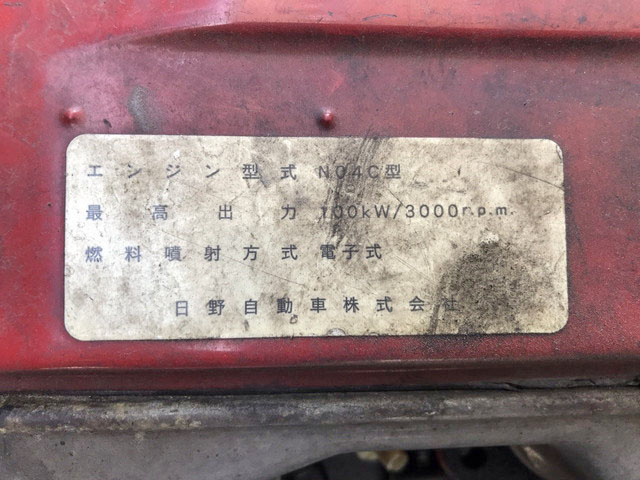 エンジン型式 N04C型
最高出力 100kW/3000r.p.m.
燃料噴射方式 電子式
日野自動車株式会社